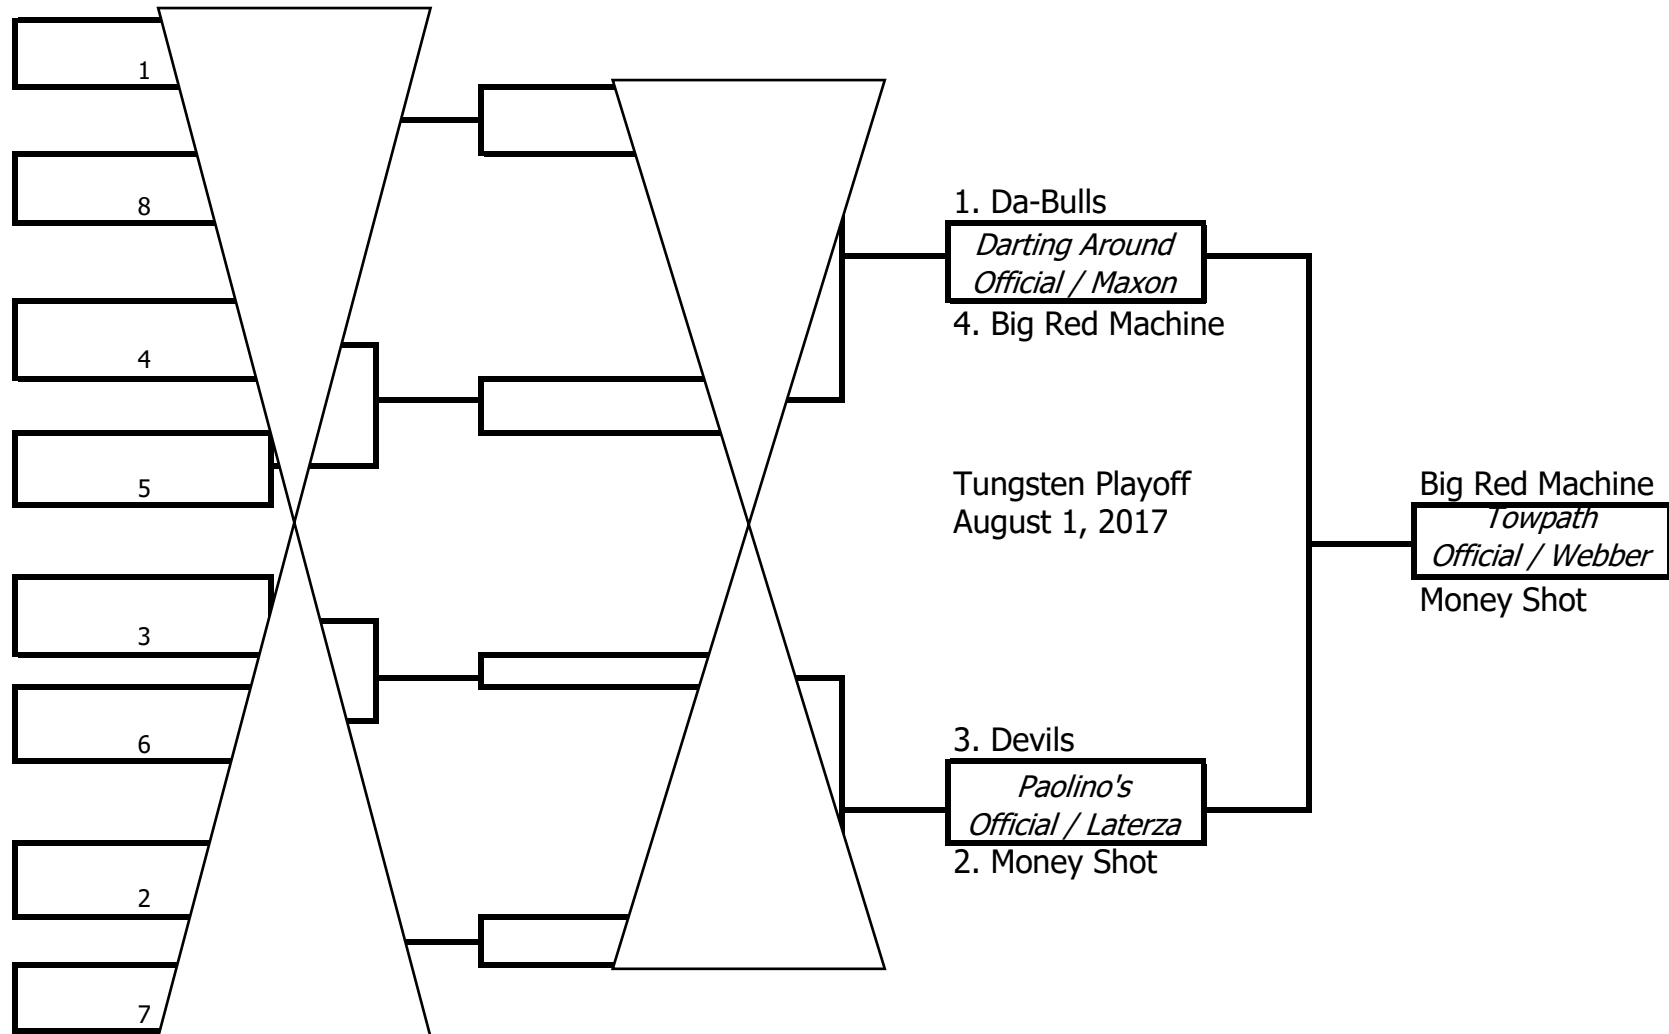 1
8
4
5
3
6
2
7
1. Da-Bulls
Darting Around
Official / Maxon
4. Big Red Machine
Tungsten Playoff
August 1, 2017
3. Devils
Paolino's
Official / Laterza
2. Money Shot
Big Red Machine
Towpath
Official / Webber
Money Shot